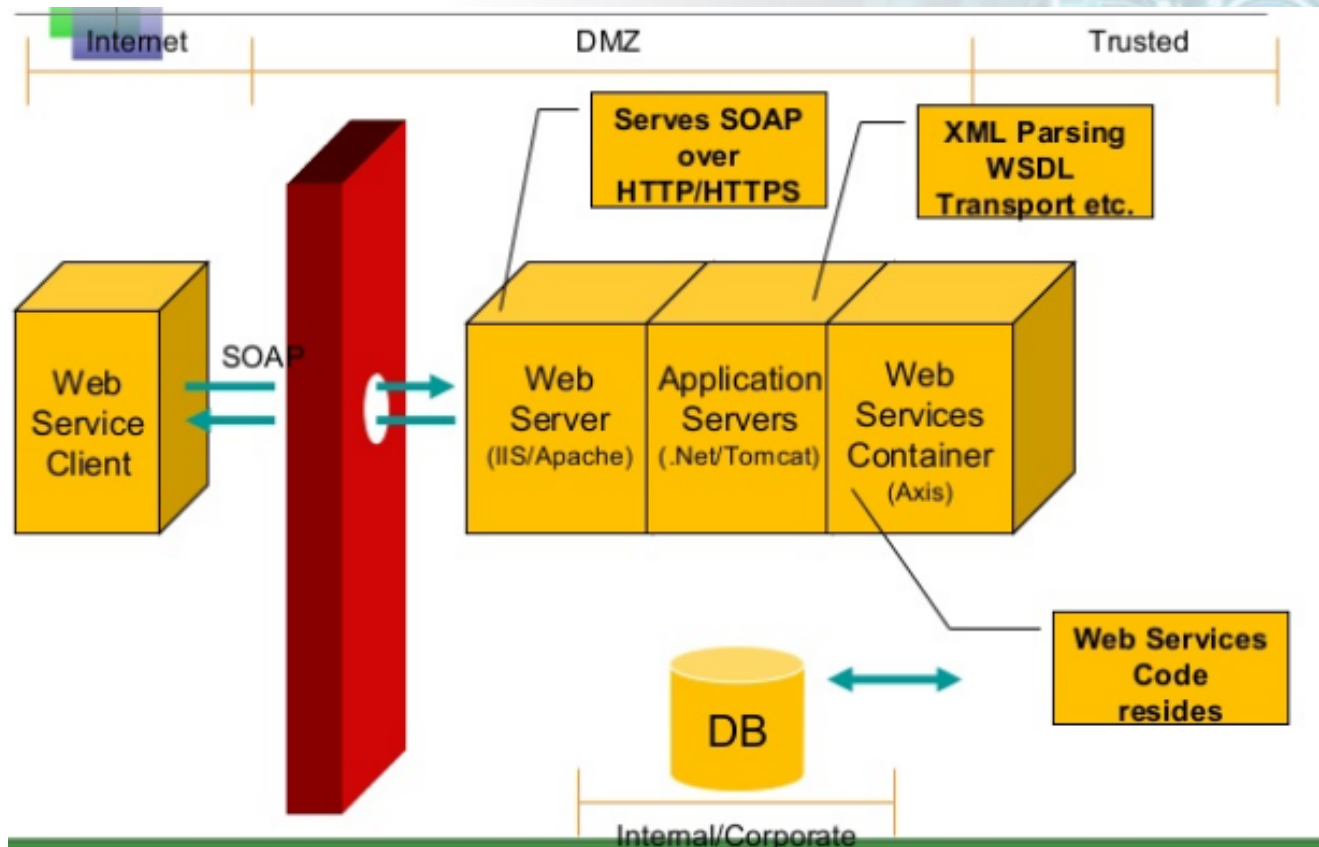 Internet
DMZ
Trusted
Serves SOAP
over
HTTP/HTTPS
XML Parsing
WSDL
Transport etc.
SOAP
Web
Service
Client
Web
Server
(IIS/Apache)
Application
Servers
(.Net/Tomcat)
Web
Services
Container
(Axis)
Web Services
Code
resides
DB
Internal/Corporate